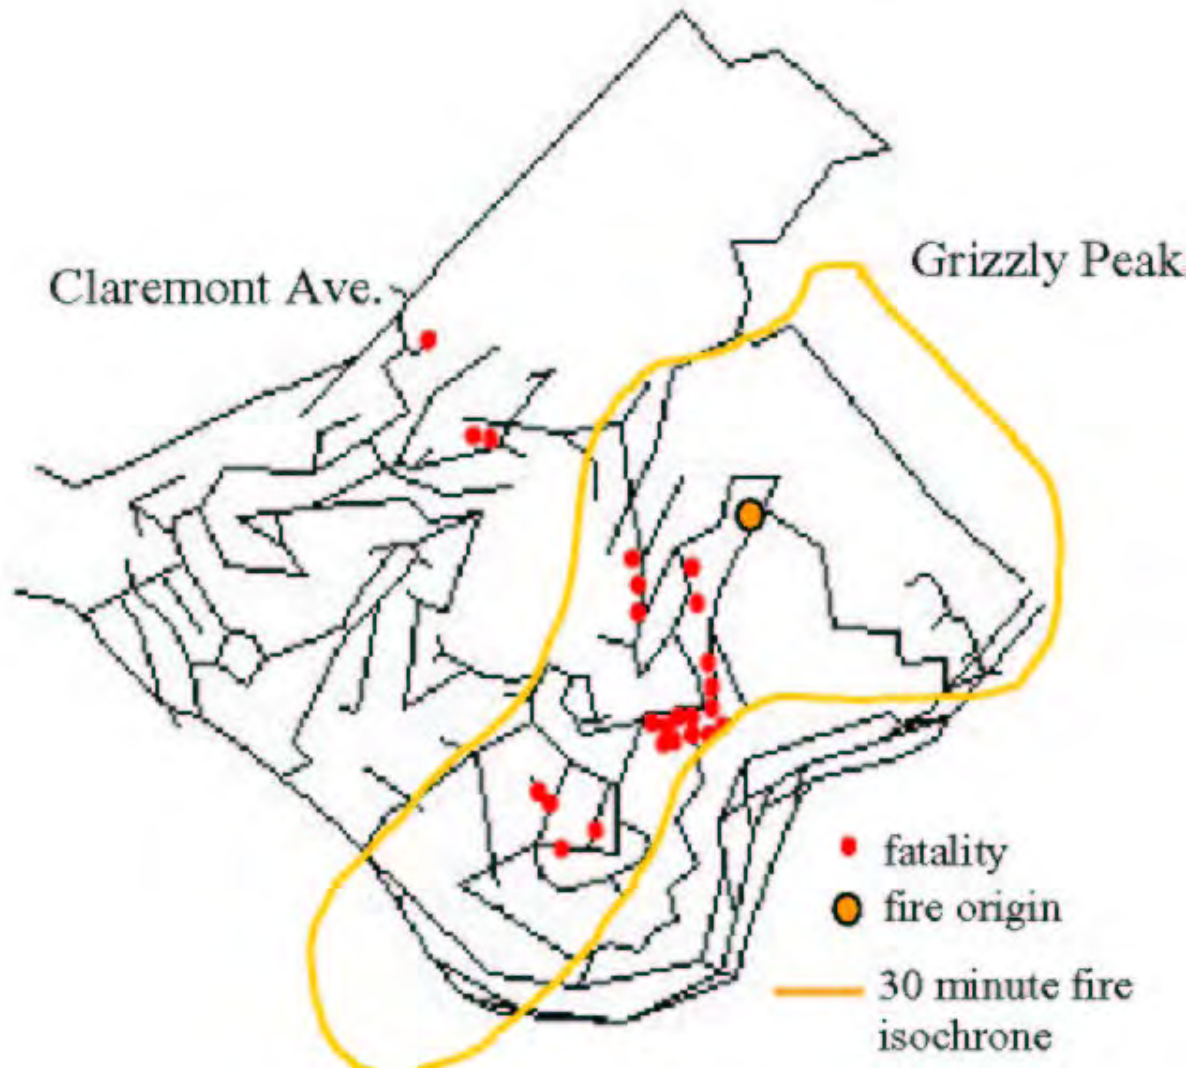 Grizzly Peak
Claremont Ave.
fatality
fire origin
30 minute fire
isochrone